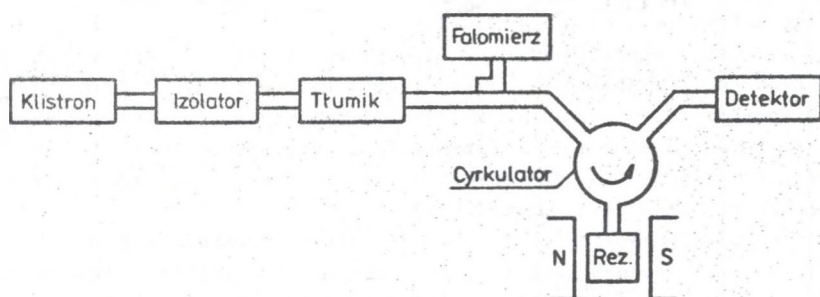 Falomierz
Klistron
Izolator
Tłumik
Detektor
Cyrkulator
N
Rez.
S